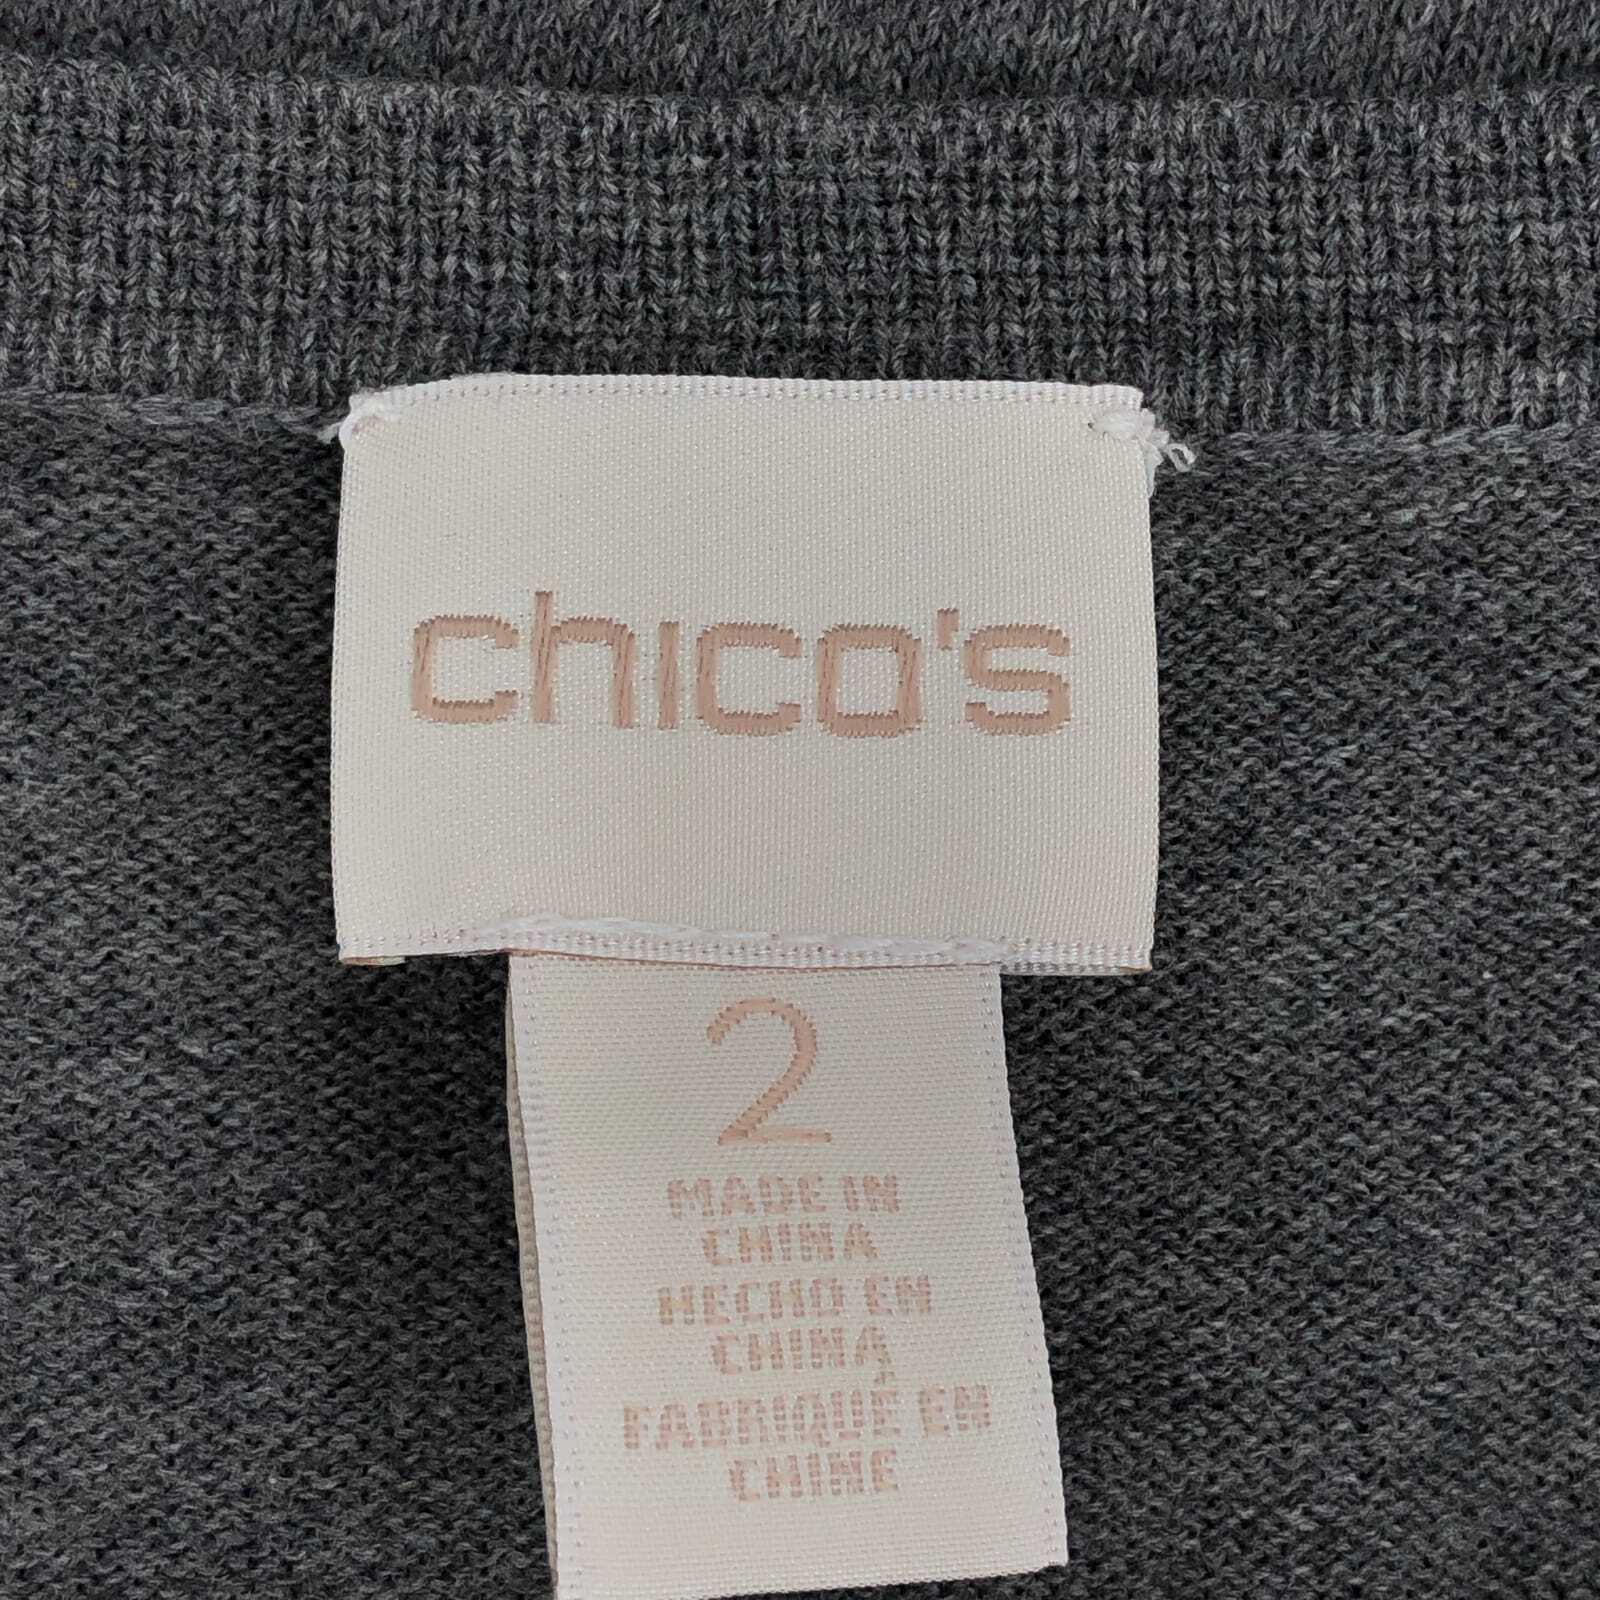 chico's
2
MADE IN
CHINA
HECHO EN
CHINA
FABRIQUÉ EN
CHINE